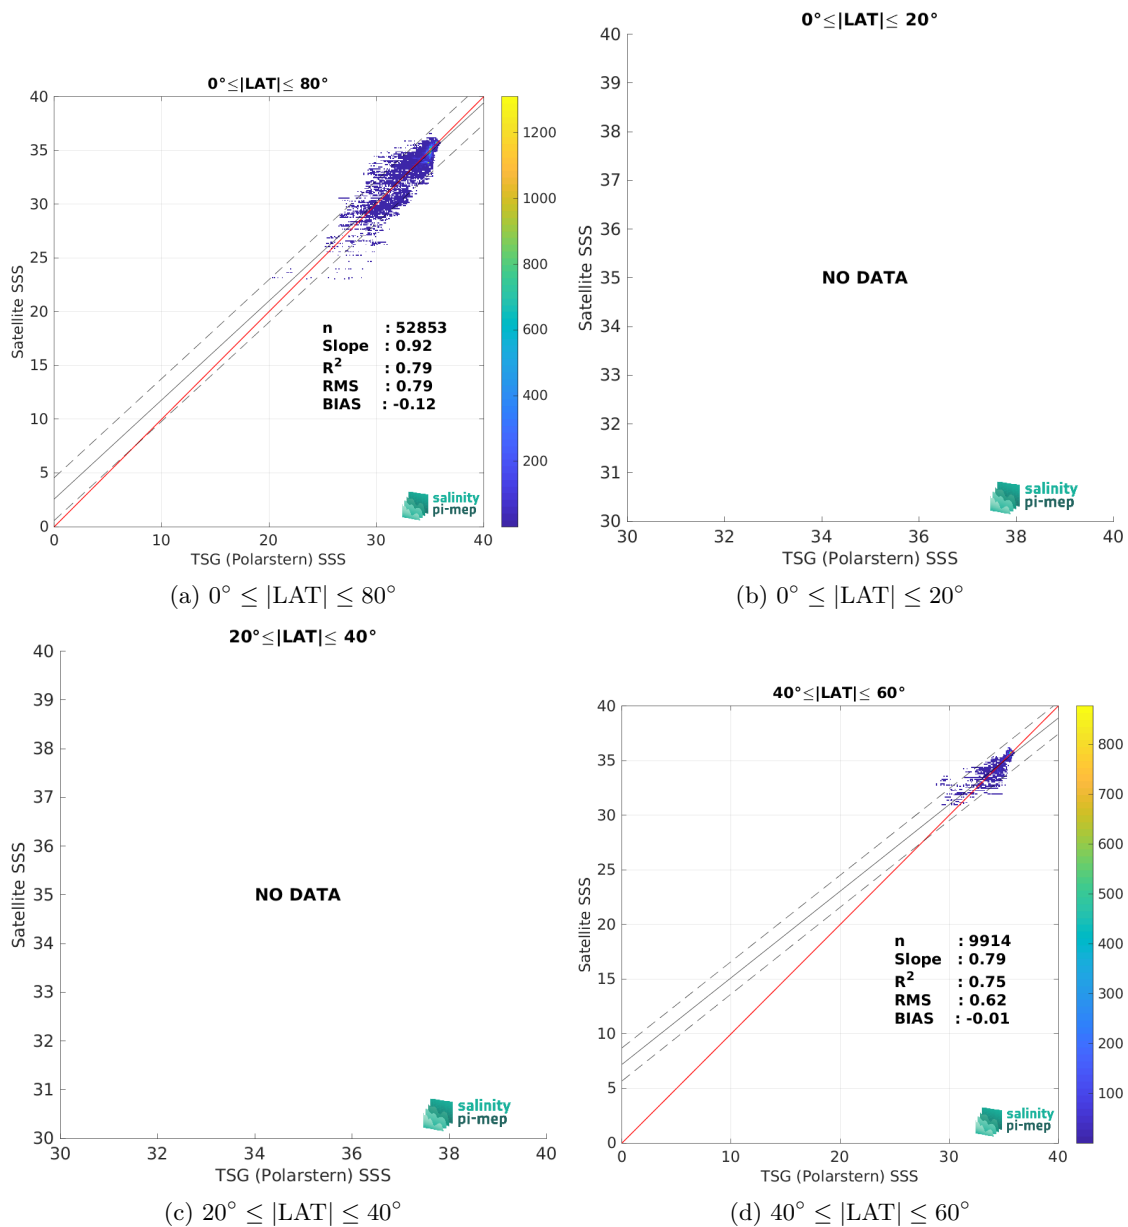 0°≤|LAT|≤ 80°
40
35
30
25
20
15
10
5
0
Satellite SSS
n : 52853
Slope : 0.92
R² : 0.79
RMS : 0.79
BIAS : -0.12
salinity
pi-mep
0 10 20 30 40
TSG (Polarstern) SSS
1200
1000
800
600
400
200
(a) 0° ≤ |LAT| ≤ 80°
0°≤|LAT|≤ 20°
40
39
38
37
36
35
34
33
32
31
30
Satellite SSS
NO DATA
salinity
pi-mep
30 32 34 36 38 40
TSG (Polarstern) SSS
(b) 0° ≤ |LAT| ≤ 20°
20°≤|LAT|≤ 40°
40
39
38
37
36
35
34
33
32
31
30
Satellite SSS
NO DATA
salinity
pi-mep
30 32 34 36 38 40
TSG (Polarstern) SSS
(c) 20° ≤ |LAT| ≤ 40°
40°≤|LAT|≤ 60°
40
35
30
25
20
15
10
5
0
Satellite SSS
n : 9914
Slope : 0.79
R² : 0.75
RMS : 0.62
BIAS : -0.01
salinity
pi-mep
0 10 20 30 40
TSG (Polarstern) SSS
800
700
600
500
400
300
200
100
(d) 40° ≤ |LAT| ≤ 60°